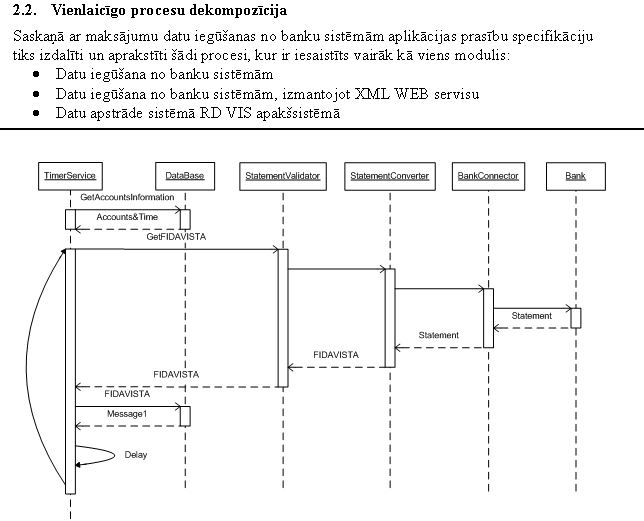 2.2. Vienlaicīgo procesu dekompozīcija
Saskaņā ar maksājumu datu iegūšanas no banku sistēmām aplikācijas prasību specifikāciju
tiks izdalīti un aprakstīti šādi procesi, kur ir iesaistīts vairāk kā viens modulis:
• Datu iegūšana no banku sistēmām
• Datu iegūšana no banku sistēmām, izmantojot XML WEB servisu
• Datu apstrāde sistēmā RD VIS apakšsistēmā
TimerService DataBase StatementValidator StatementConverter BankConnector Bank
GetAccountsInformation
Accounts&Time
GetFIDAVISTA
Statement
Statement
FIDAVISTA
FIDAVISTA
FIDAVISTA
Message1
Delay